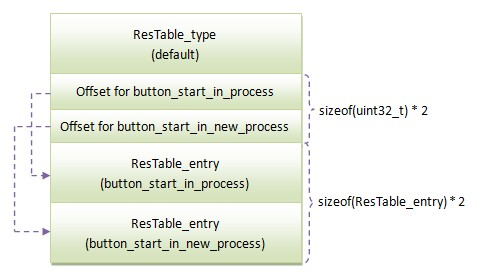 ResTable_type
(default)
Offset for button_start_in_process
sizeof(uint32_t) * 2
Offset for button_start_in_new_process
ResTable_entry
(button_start_in_process)
sizeof(ResTable_entry) * 2
ResTable_entry
(button_start_in_new_process)